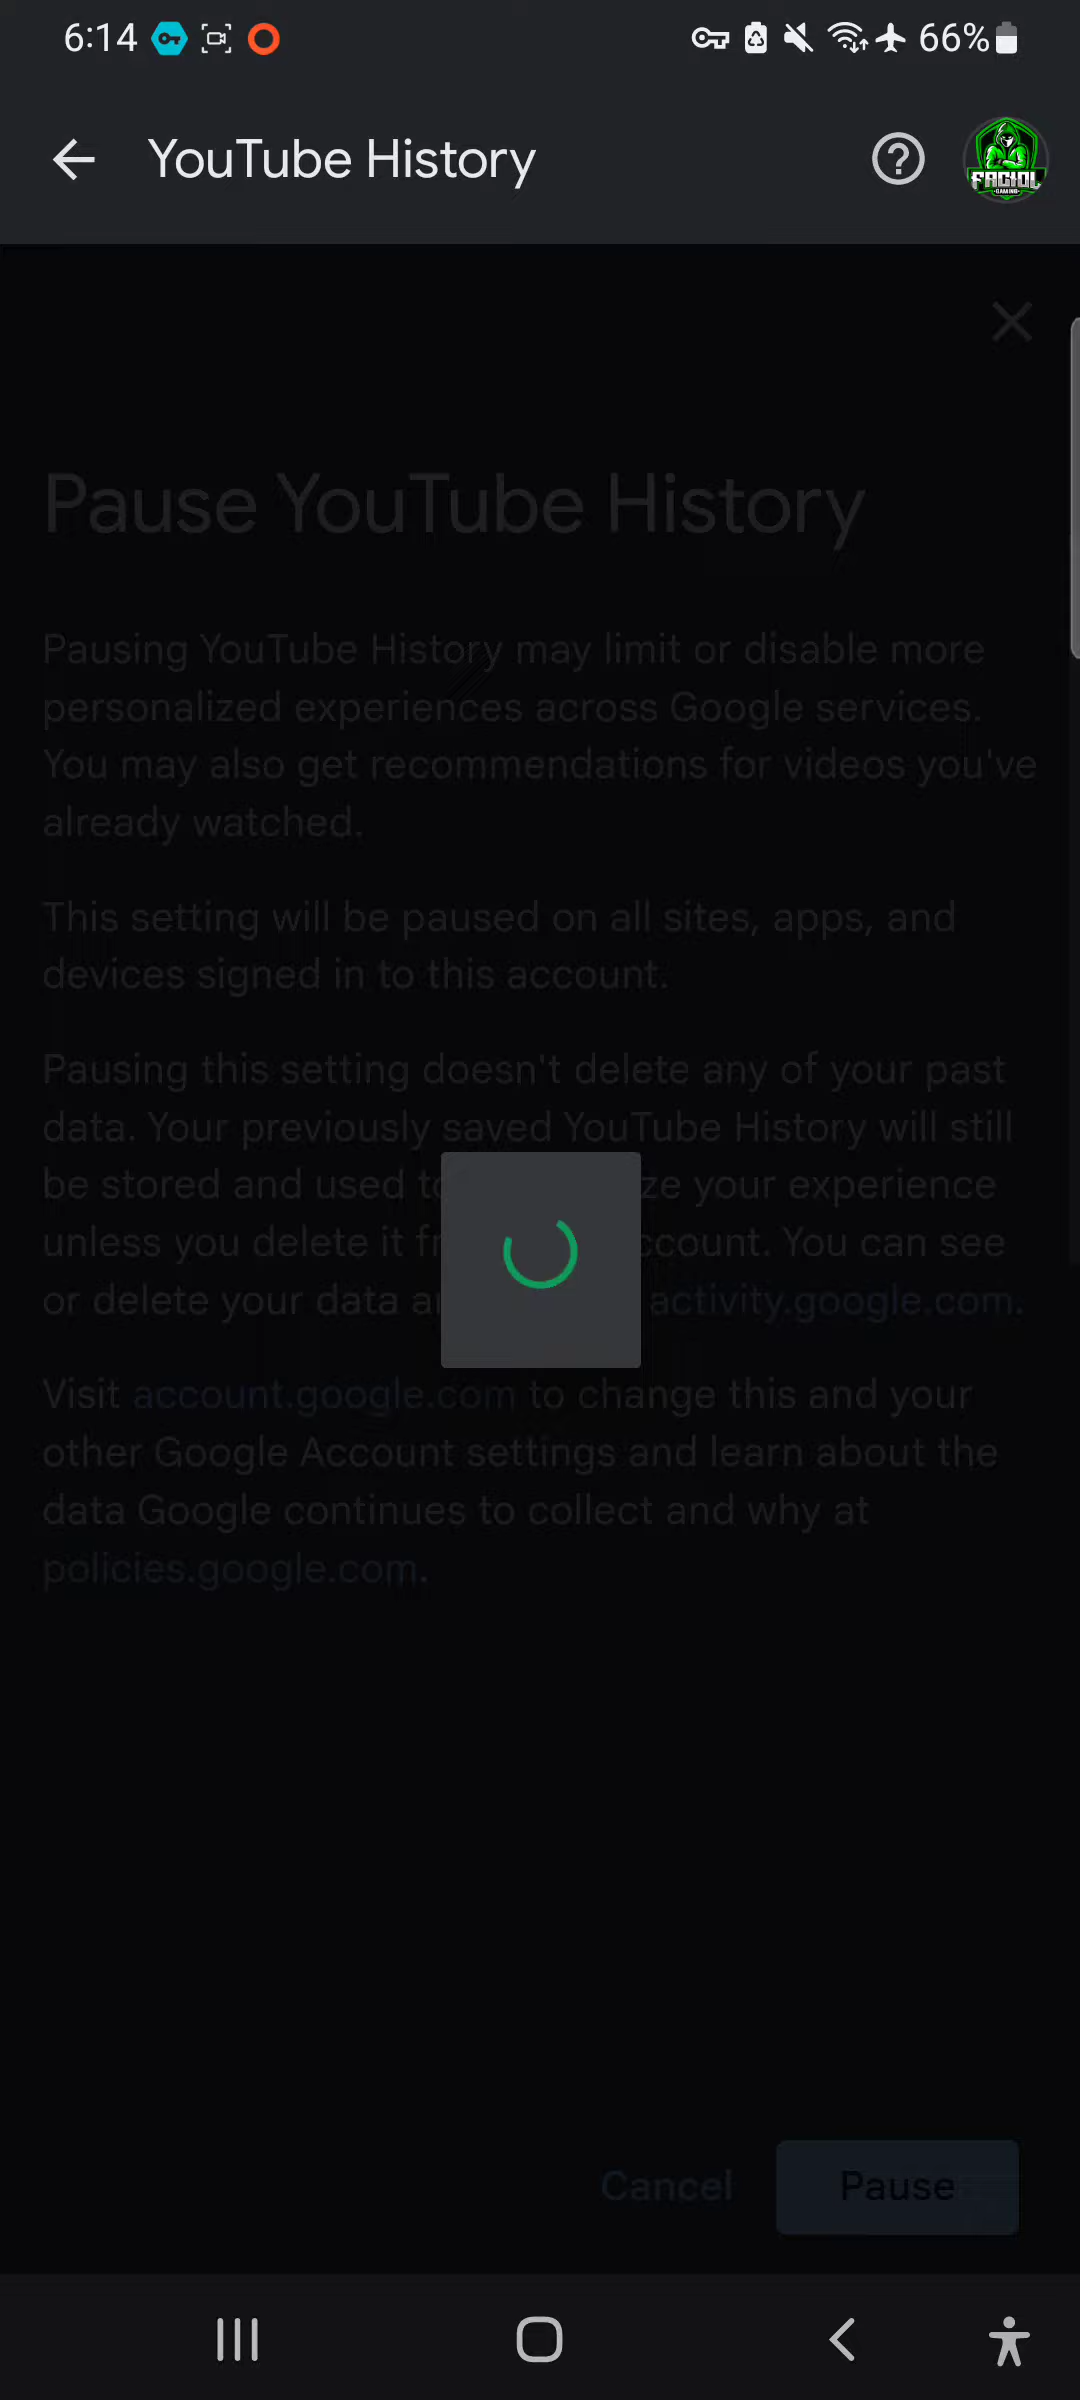 6:14
66%
YouTube History
FACIOL
GAMING
Pause YouTube History
Pausing YouTube History may limit or disable more
personalized experiences across Google services.
You may also get recommendations for videos you've
already watched.
This setting will be paused on all sites, apps, and
devices signed in to this account.
Pausing this setting doesn't delete any of your past
data. Your previously saved YouTube History will still
be stored and used ze your experience
unless you delete it ccount. You can see
or delete your data activity.google.com.
Visit account.google.com to change this and your
other Google Account settings and learn about the
data Google continues to collect and why at
policies.google.com.
Cancel
Pause